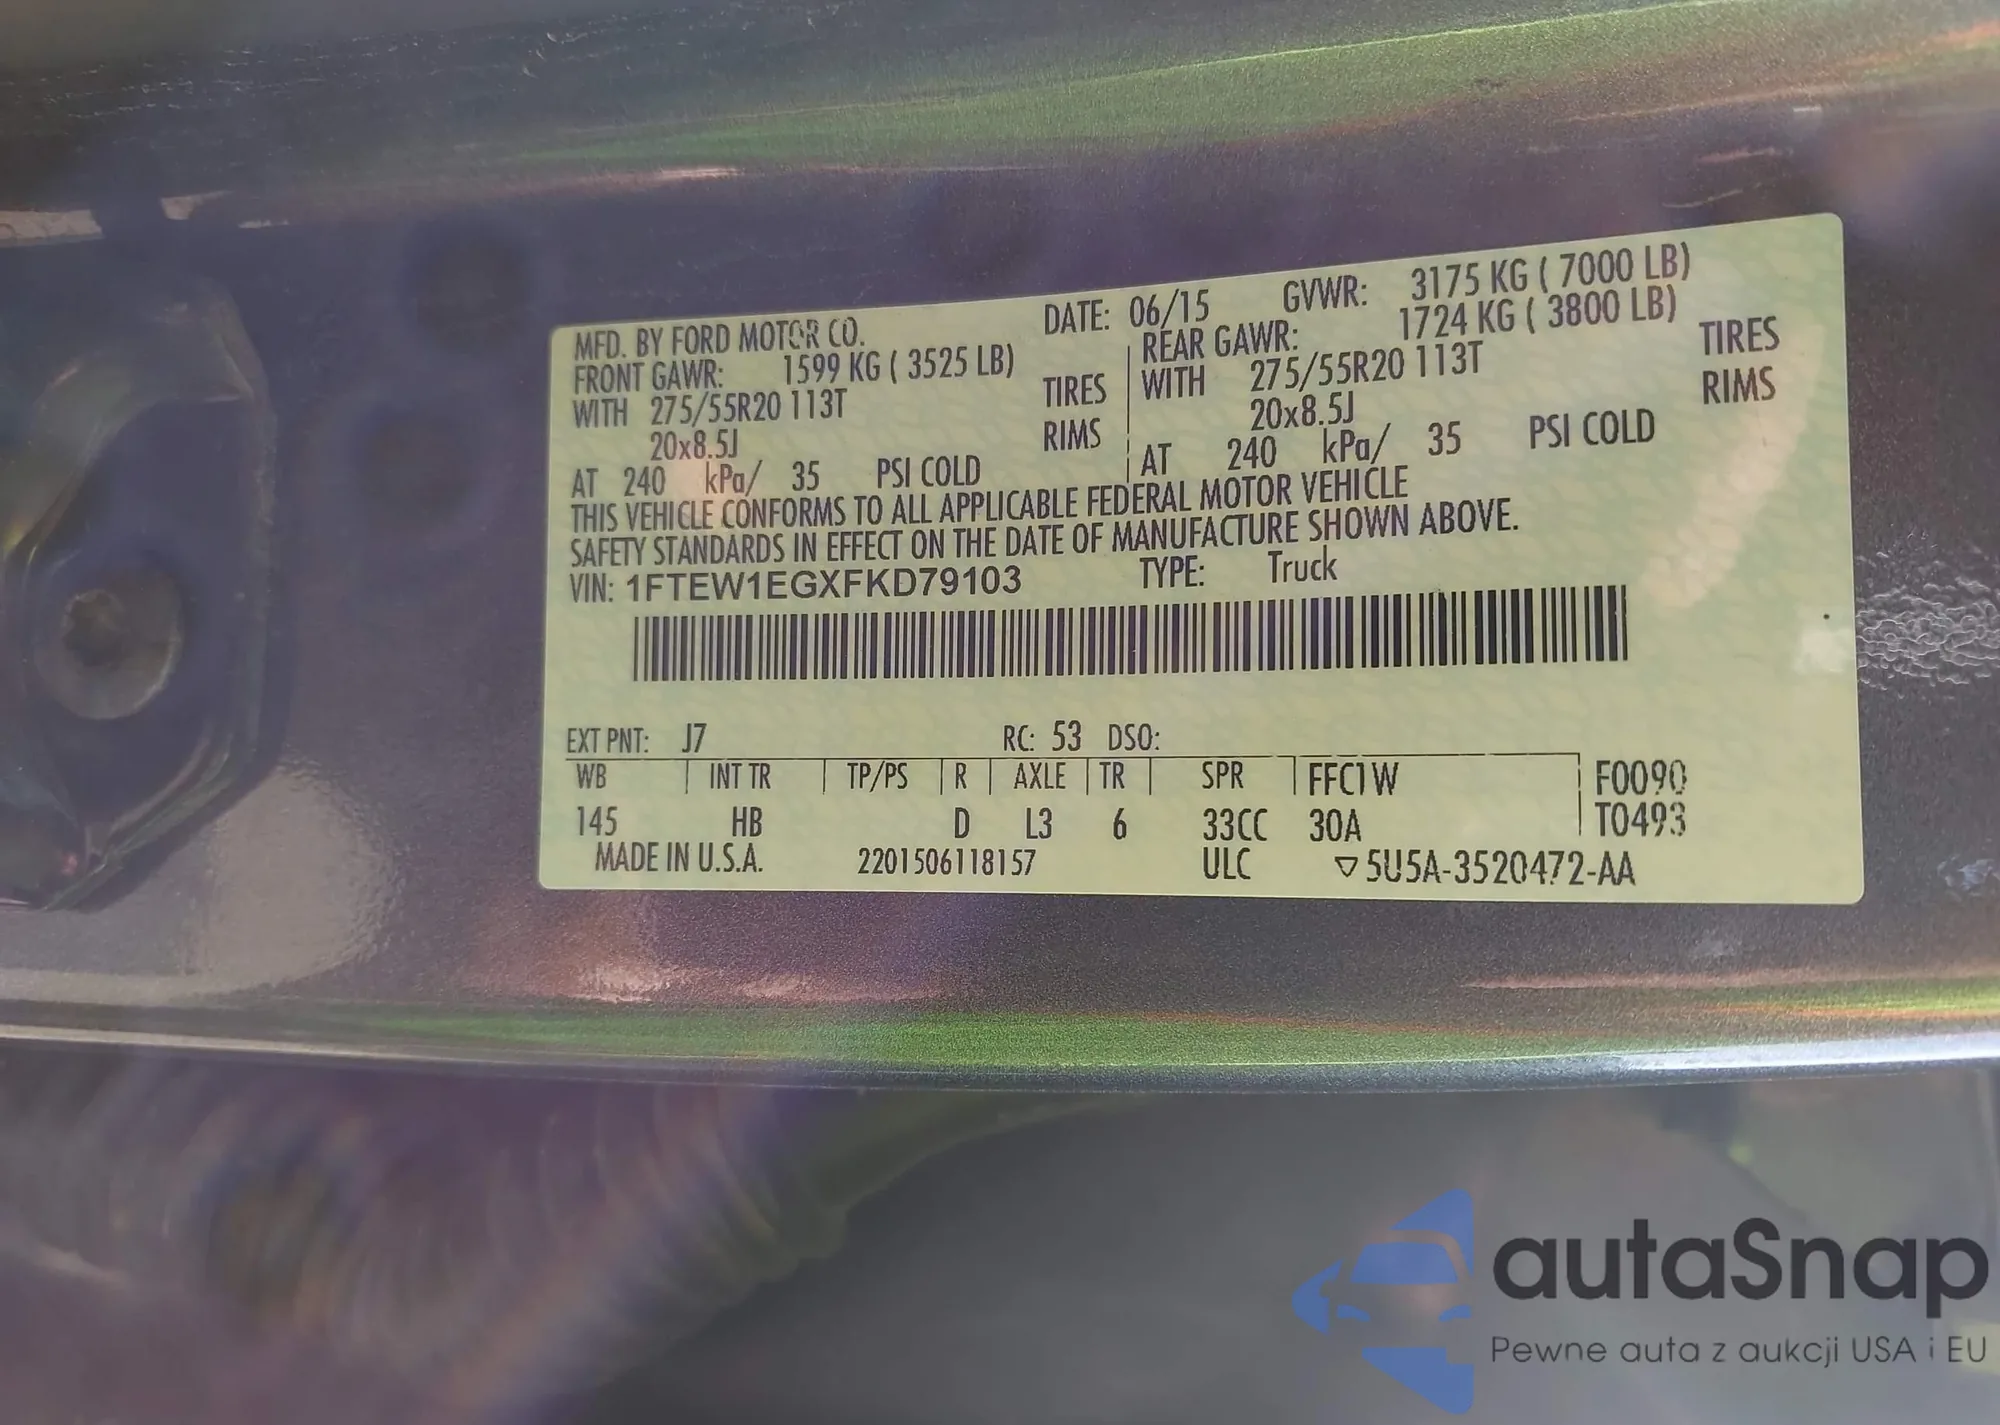 MFD. BY FORD MOTOR CO. DATE: 06/15 GVWR: 3175 KG ( 7000 LB)
FRONT GAWR: 1599 KG ( 3525 LB) REAR GAWR: 1724 KG ( 3800 LB)
WITH 275/55R20 113T TIRES WITH 275/55R20 113T TIRES
20x8.5J RIMS 20x8.5J RIMS
AT 240 kPa/ 35 PSI COLD AT 240 kPa/ 35 PSI COLD
THIS VEHICLE CONFORMS TO ALL APPLICABLE FEDERAL MOTOR VEHICLE
SAFETY STANDARDS IN EFFECT ON THE DATE OF MANUFACTURE SHOWN ABOVE.
VIN: 1FTEW1EGXFKD79103 TYPE: Truck
EXT PNT: J7 RC: 53 DSO:
WB INT TR TP/PS R AXLE TR SPR FFC1W F0090
145 HB D L3 6 33CC 30A T0493
MADE IN U.S.A. 2201506118157 ULC ▽5U5A-3520472-AA
autaSnap
Pewne auta z aukcji USA i EU